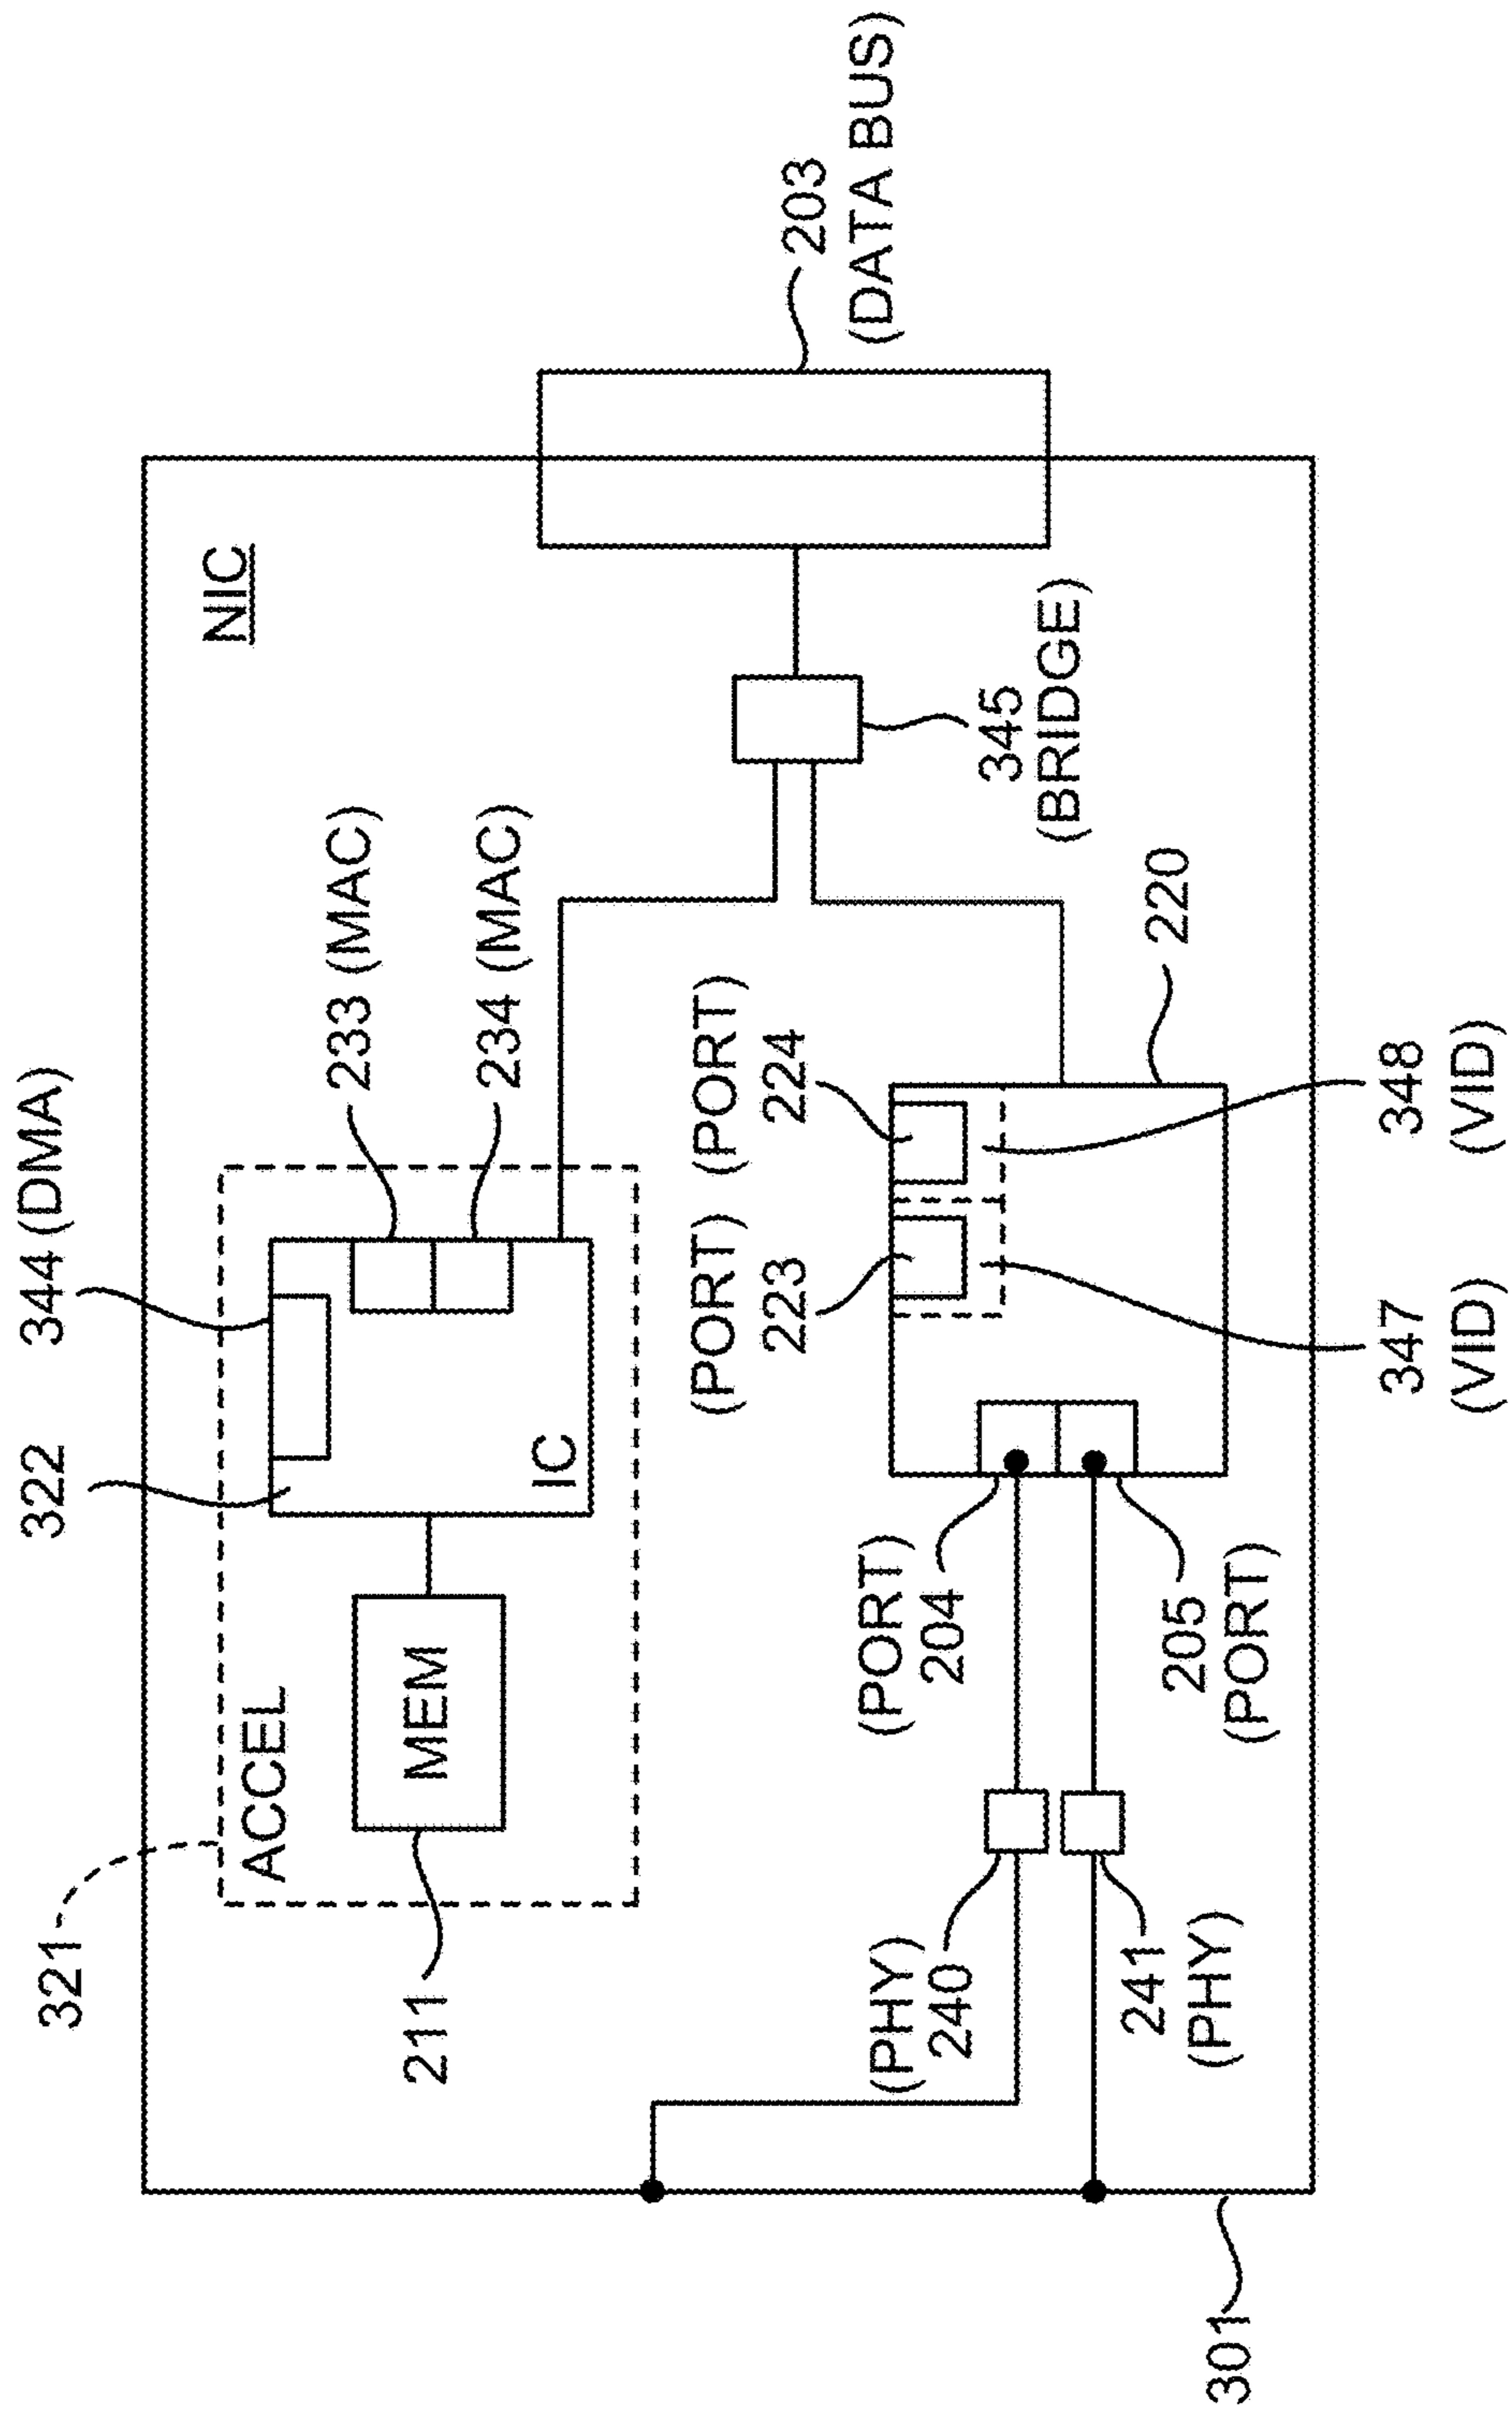 321
322
344 (DMA)
NIC
ACCEL
233 (MAC)
MEM
211
234 (MAC)
IC
(PORT) (PORT)
223 224
203
(DATA BUS)
(PORT)
204
(PHY)
240
345
(BRIDGE)
241
(PHY)
205
(PORT)
220
301
347
(VID)
348
(VID)